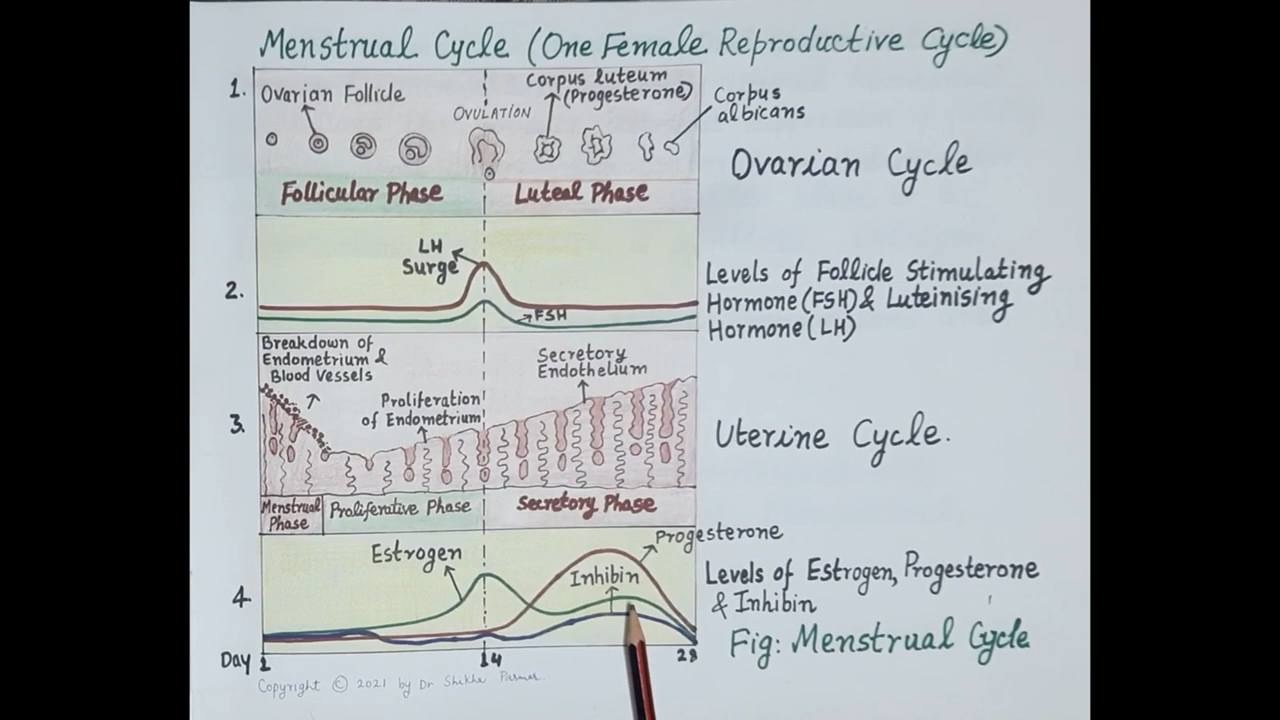 Menstrual Cycle (One Female Reproductive Cycle)
1.
Ovarian Follicle
OVULATION
Corpus luteum
(Progesterone)
Corpus
albicans
Ovarian Cycle
Follicular Phase
Luteal Phase
2.
LH
Surge
FSH
Levels of Follicle Stimulating
Hormone (FSH) & Luteinising
Hormone (LH)
3.
Breakdown of
Endometrium &
Blood Vessels
Proliferation
of Endometrium
Secretory
Endothelium
Uterine Cycle.
Menstrual
Phase
Proliferative Phase
Secretory Phase
4.
Estrogen
Inhibin
Progesterone
Levels of Estrogen, Progesterone
& Inhibin
Day 1
14
28
Fig: Menstrual Cycle
Copyright © 2021 by Dr Shikha Parmar.